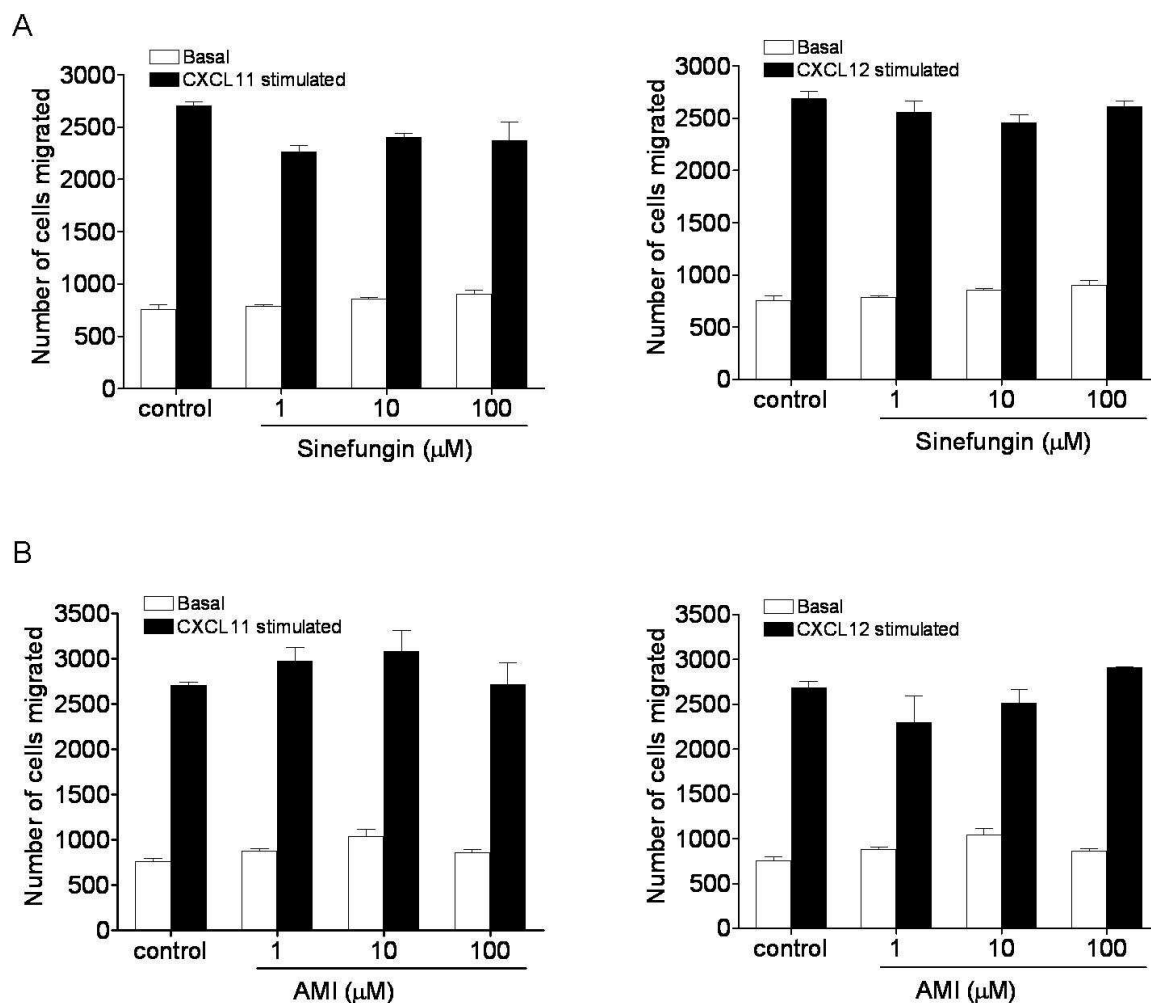 A
Basal
CXCL11 stimulated
3000
2500
2000
1500
1000
500
0
Number of cells migrated
control
1
10
100
Sinefungin (μM)
Basal
CXCL12 stimulated
3000
2500
2000
1500
1000
500
0
Number of cells migrated
control
1
10
100
Sinefungin (μM)
B
Basal
CXCL11 stimulated
3500
3000
2500
2000
1500
1000
500
0
Number of cells migrated
control
1
10
100
AMI (μM)
Basal
CXCL12 stimulated
3500
3000
2500
2000
1500
1000
500
0
Number of cells migrated
control
1
10
100
AMI (μM)